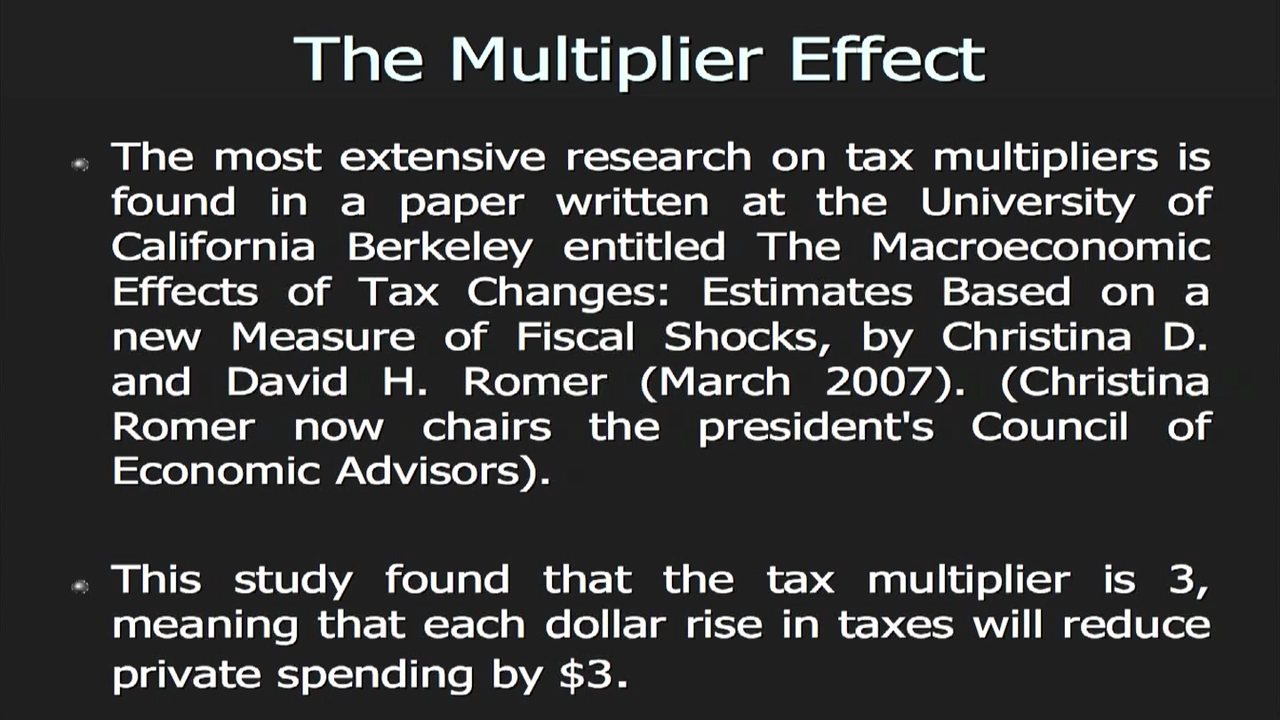 The Multiplier Effect
The most extensive research on tax multipliers is
found in a paper written at the University of
California Berkeley entitled The Macroeconomic
Effects of Tax Changes: Estimates Based on a
new Measure of Fiscal Shocks, by Christina D.
and David H. Romer (March 2007). (Christina
Romer now chairs the president's Council of
Economic Advisors).
This study found that the tax multiplier is 3,
meaning that each dollar rise in taxes will reduce
private spending by $3.